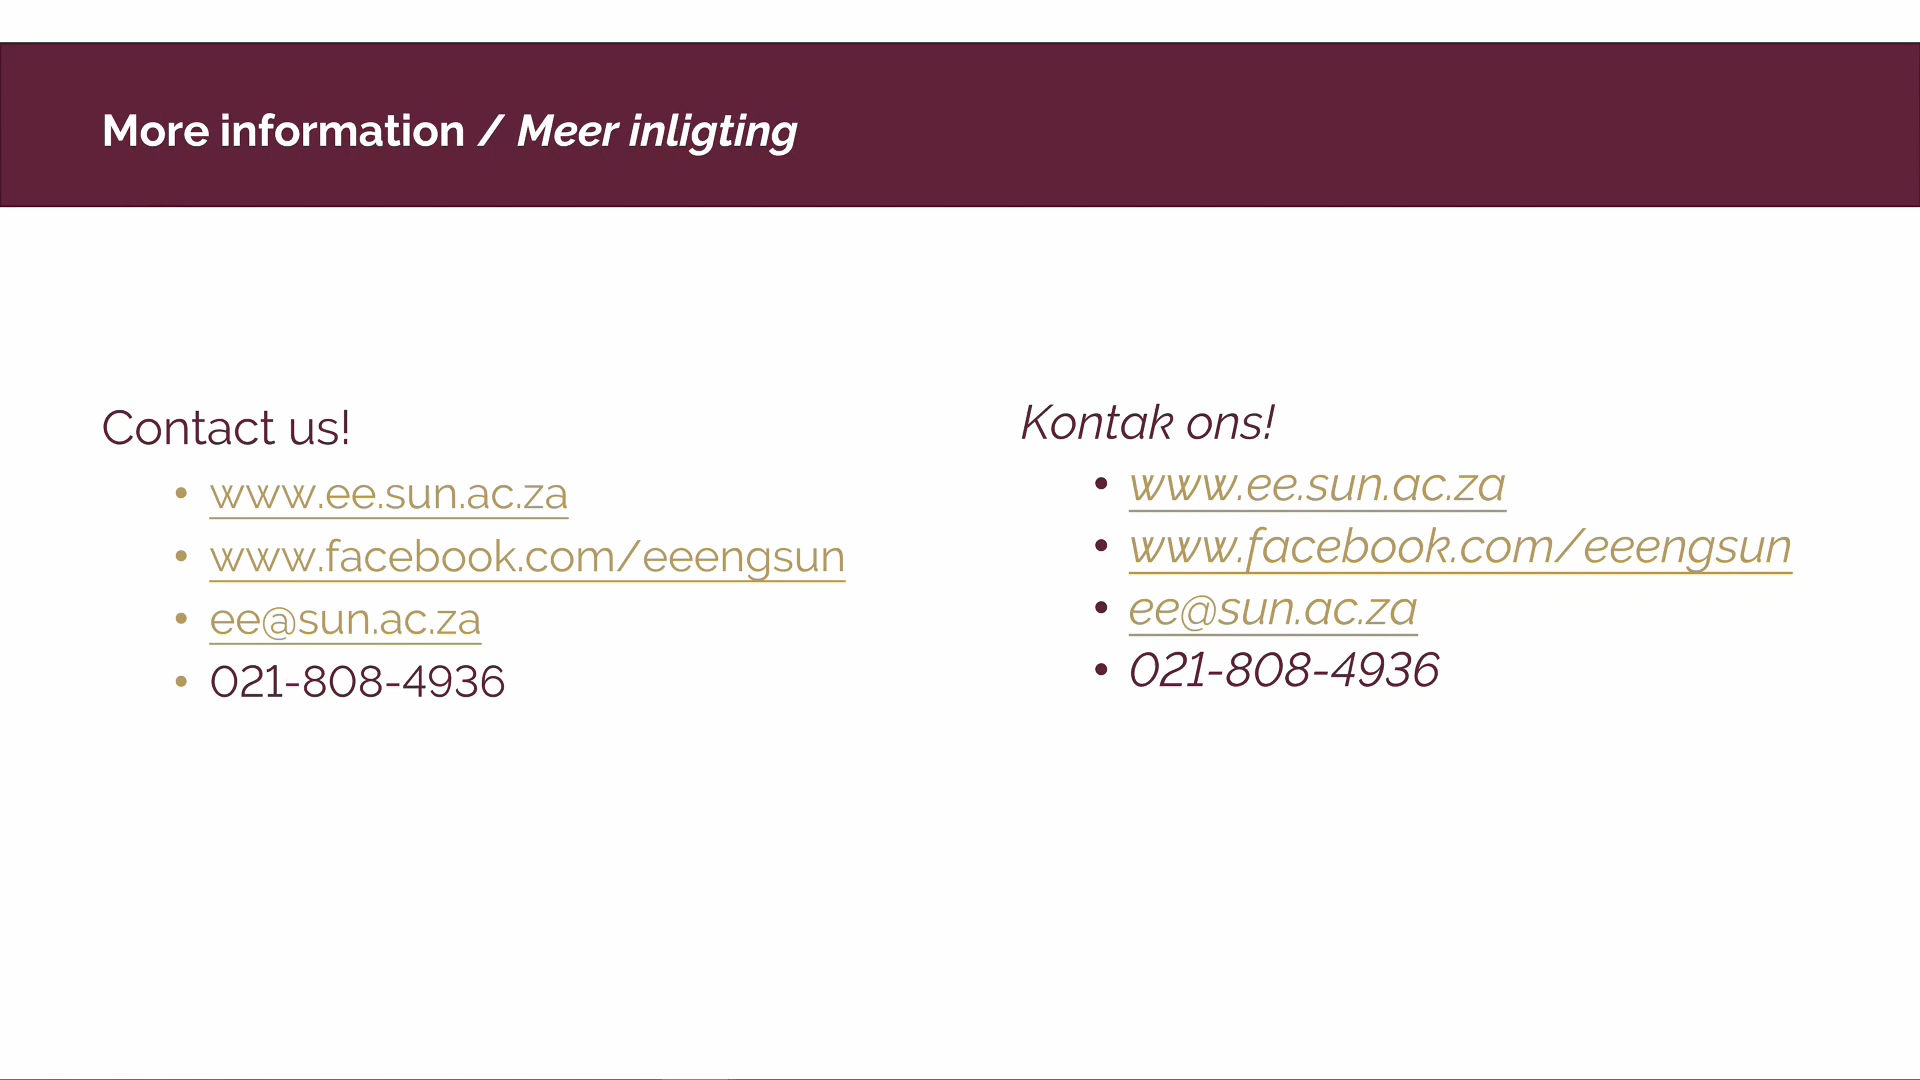 More information / Meer inligting
Contact us!
• www.ee.sun.ac.za
• www.facebook.com/eeengsun
• ee@sun.ac.za
• 021-808-4936
Kontak ons!
• www.ee.sun.ac.za
• www.facebook.com/eeengsun
• ee@sun.ac.za
• 021-808-4936